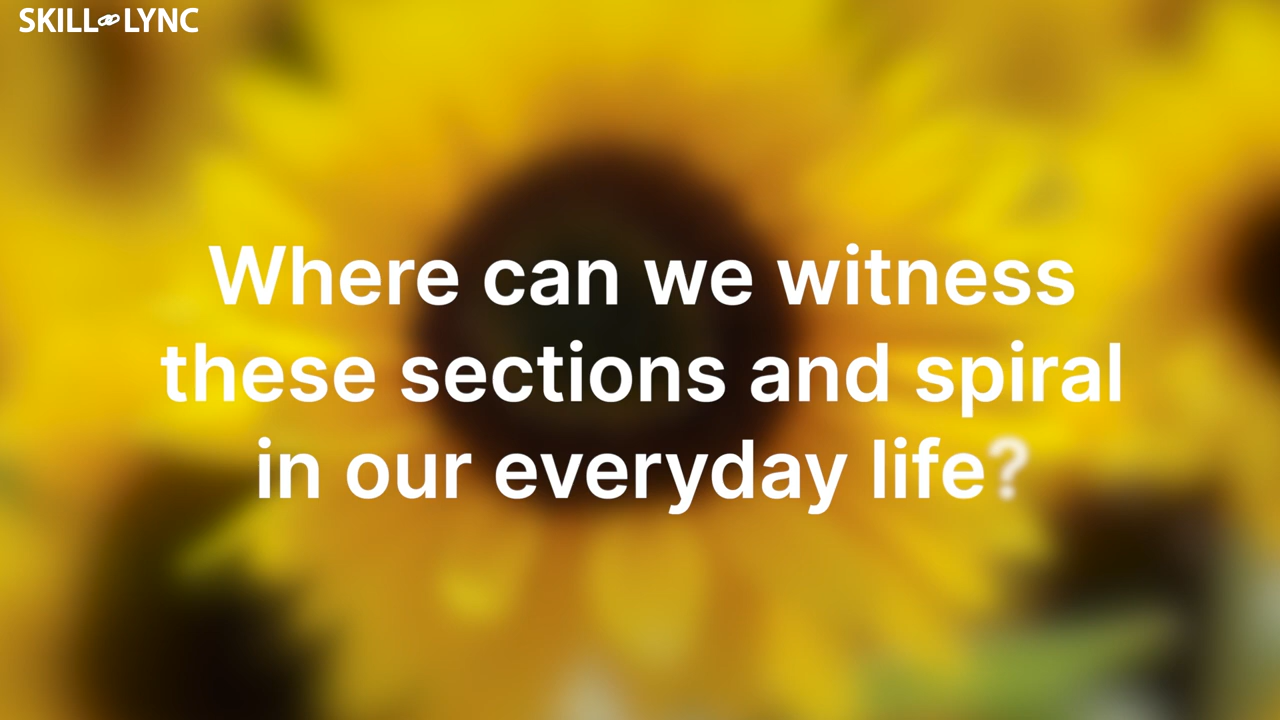 SKILL LYNC
Where can we witness
these sections and spiral
in our everyday life?